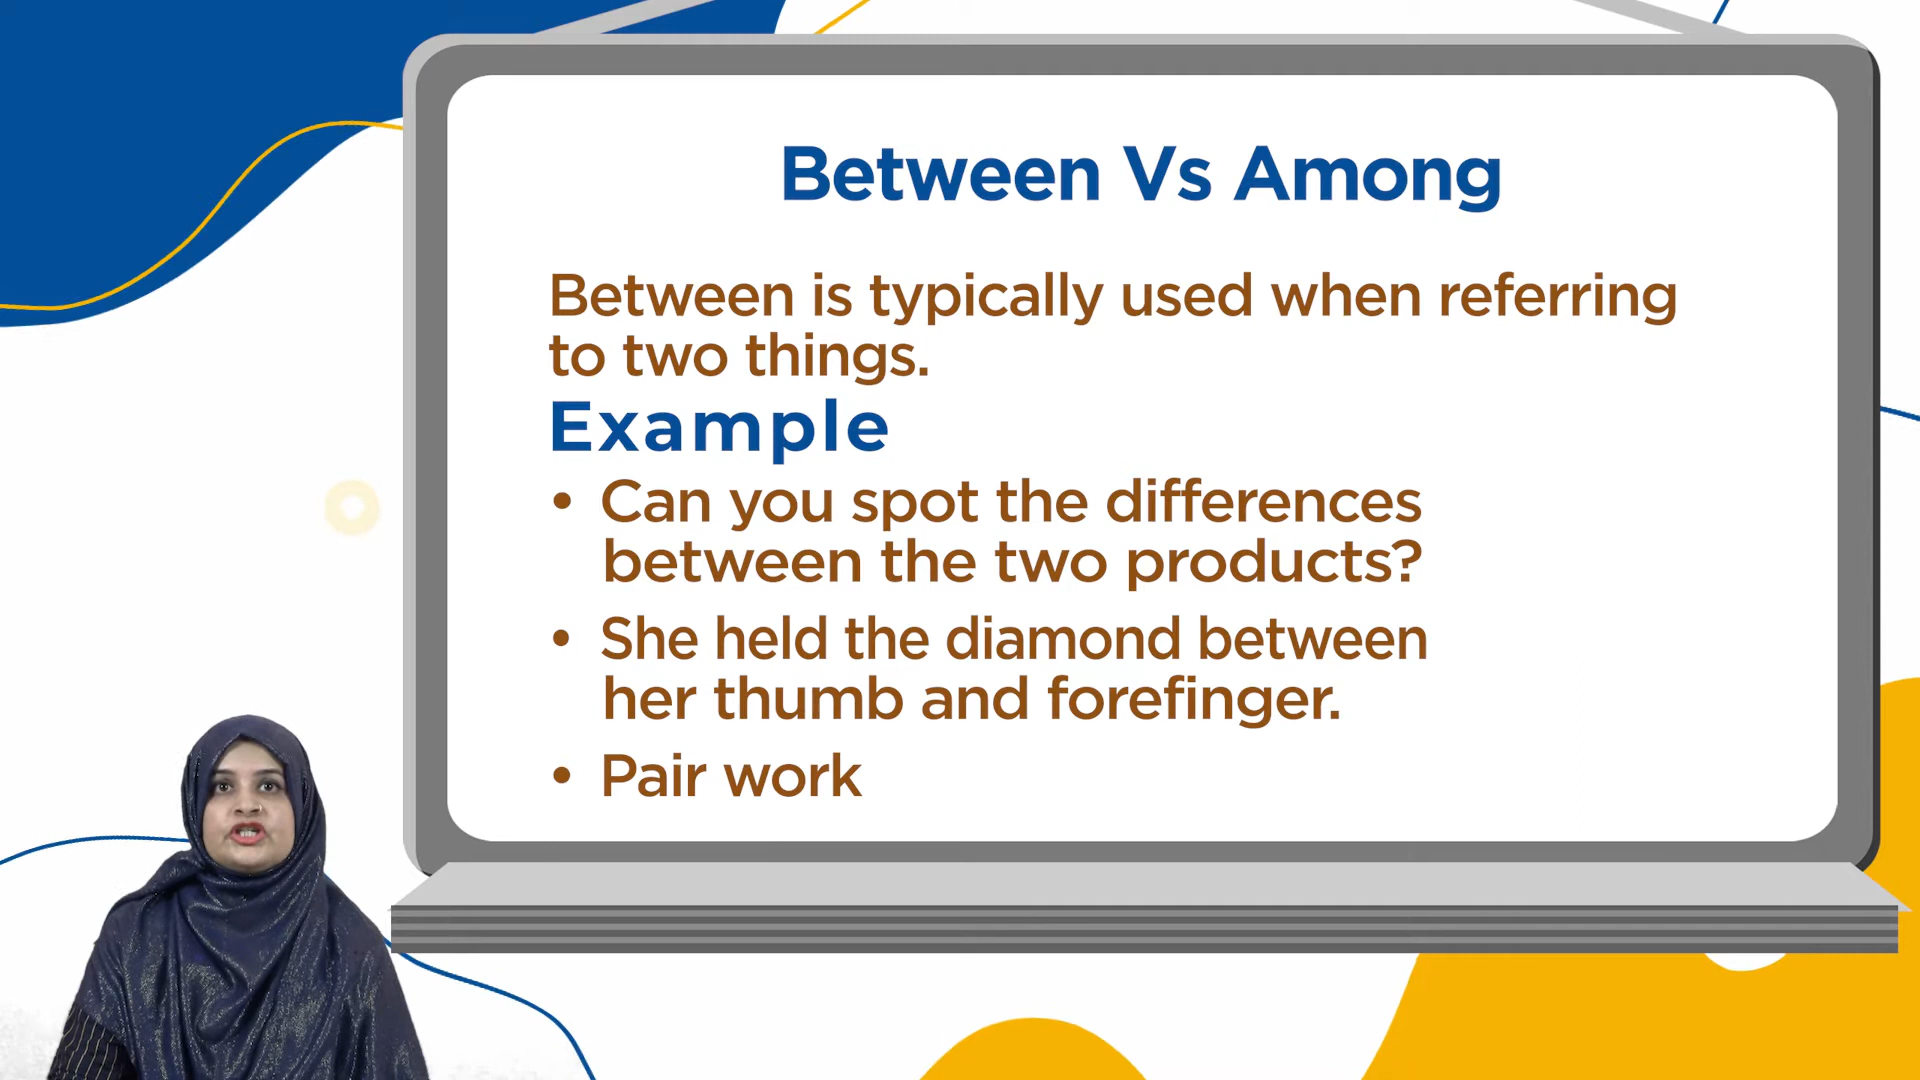 Between Vs Among
Between is typically used when referring
to two things.
Example
• Can you spot the differences
between the two products?
• She held the diamond between
her thumb and forefinger.
• Pair work